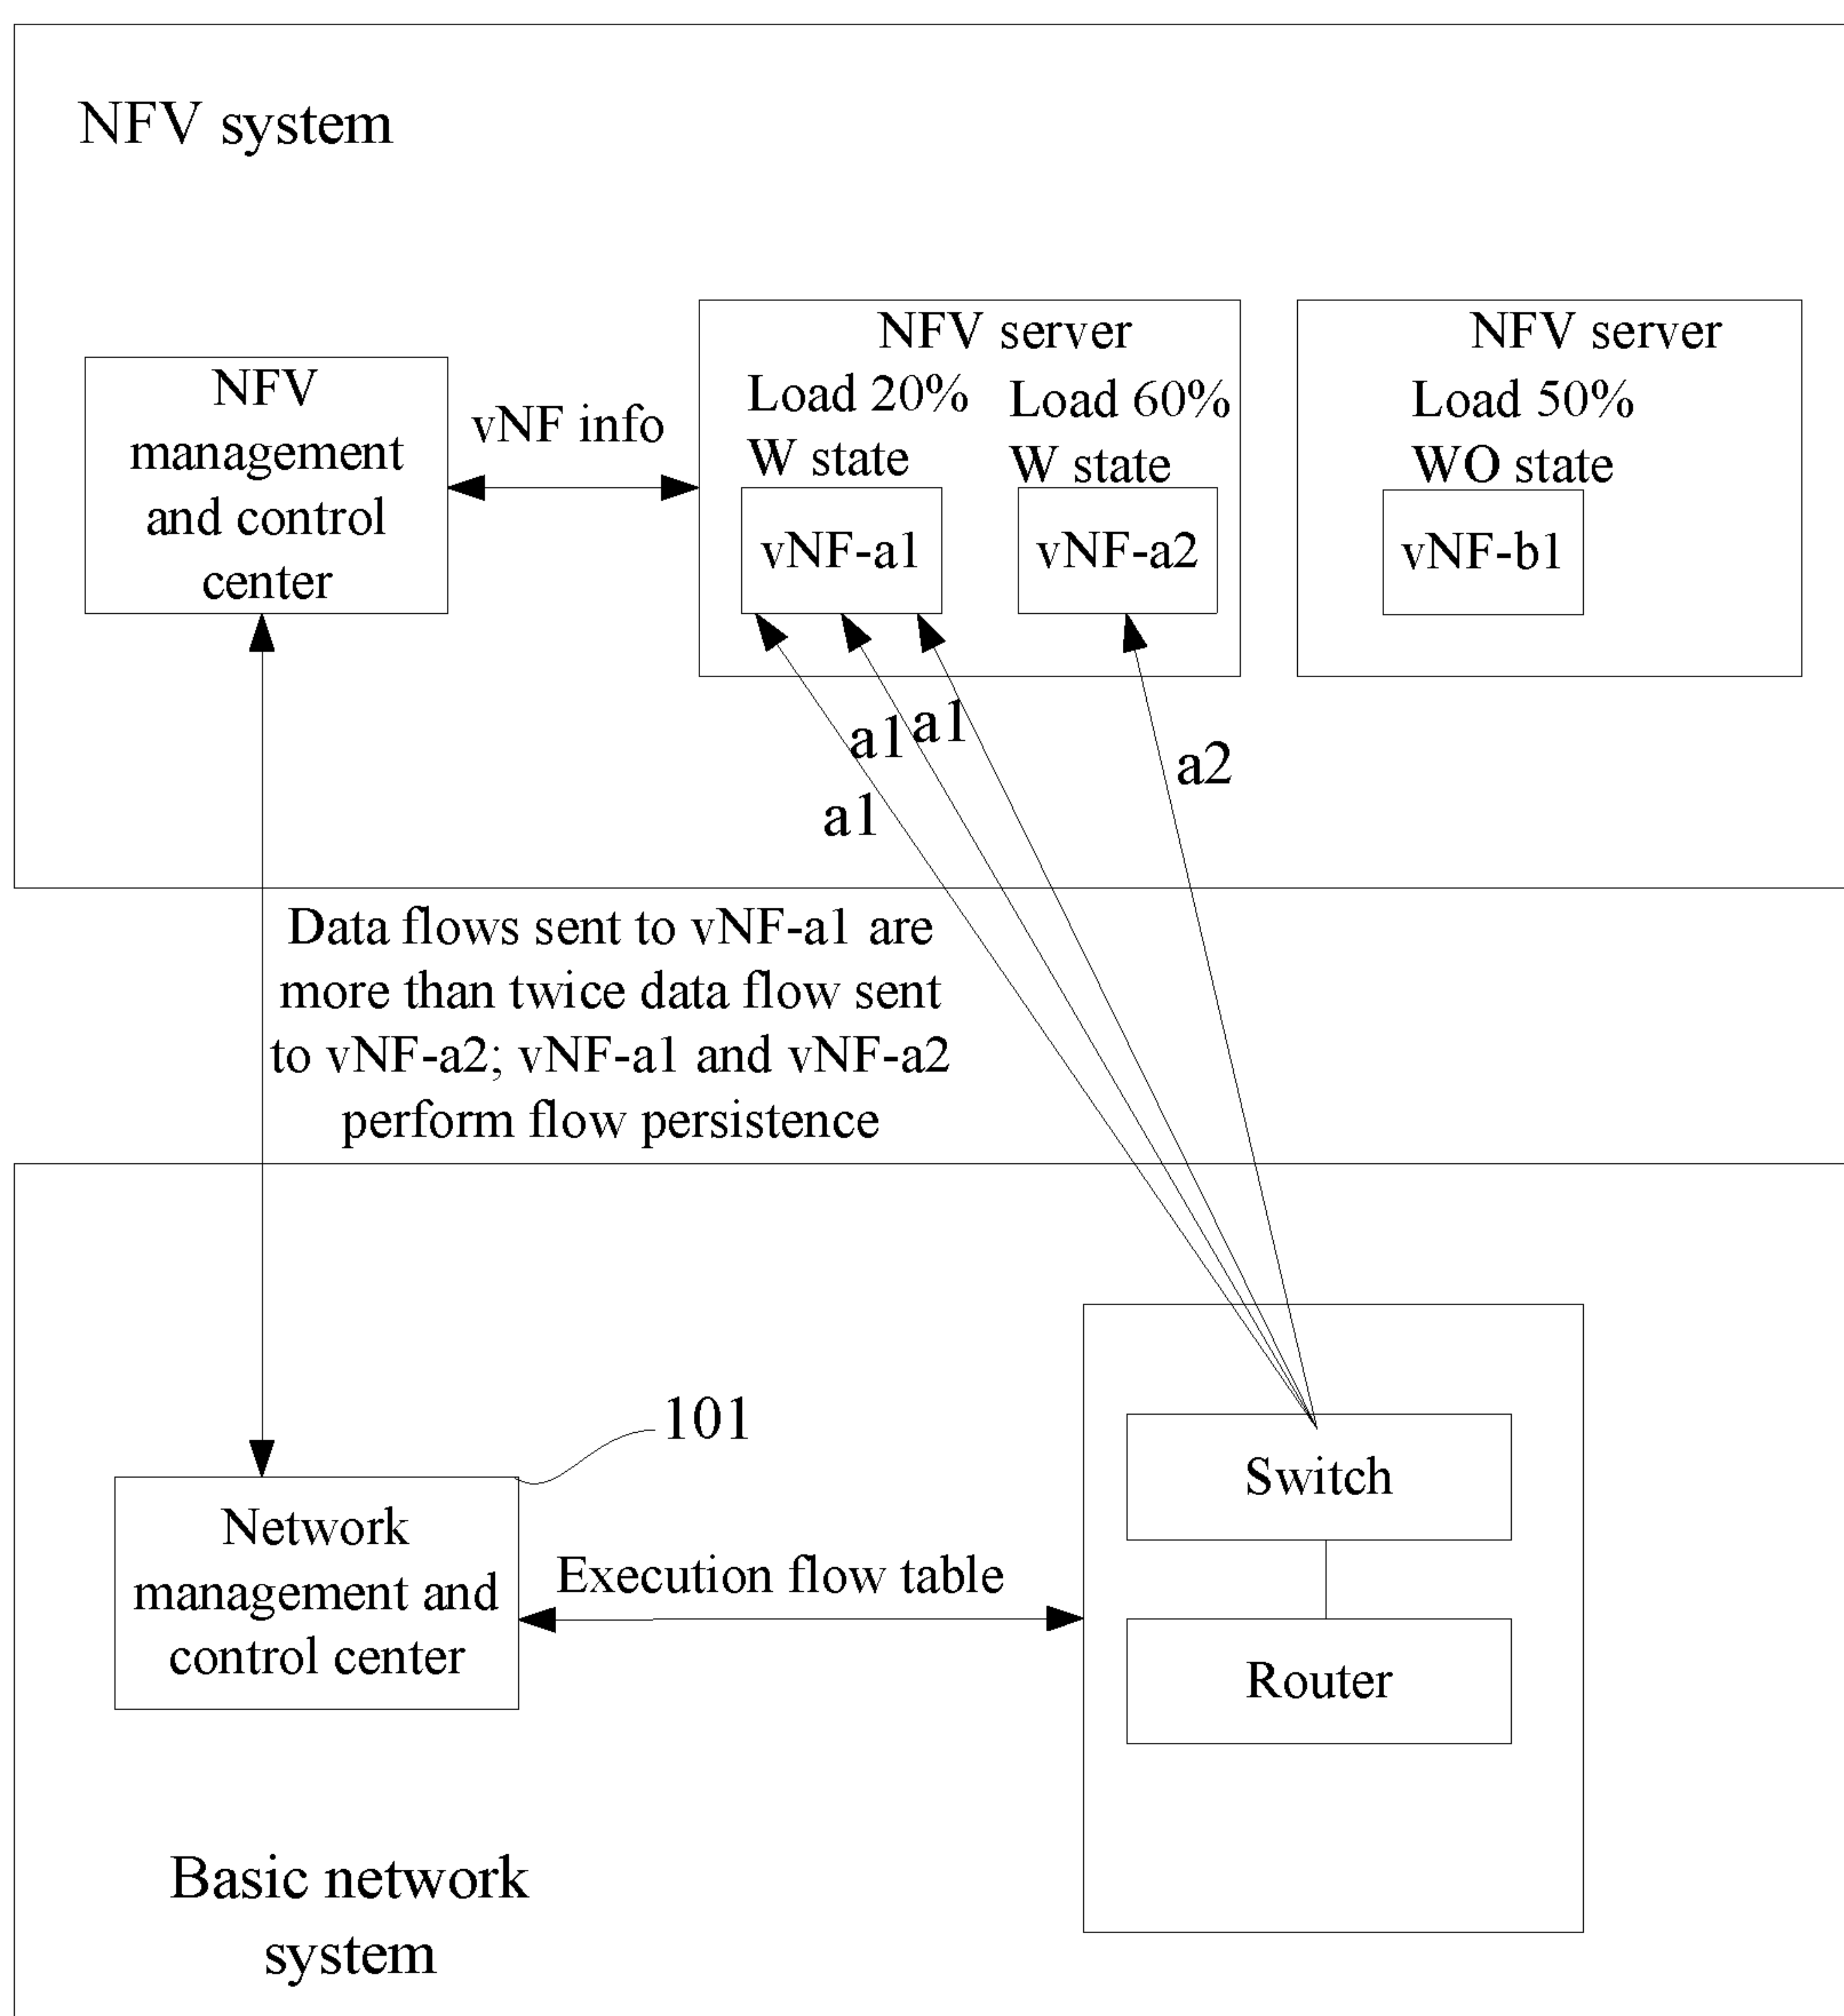 NFV system
NFV
management
and control
center
vNF info
NFV server
Load 20%
W state
Load 60%
W state
vNF-a1
vNF-a2
NFV server
Load 50%
WO state
vNF-b1
a1
a1
a1
a2
Data flows sent to vNF-a1 are
more than twice data flow sent
to vNF-a2; vNF-a1 and vNF-a2
perform flow persistence
101
Network
management and
control center
Execution flow table
Switch
Router
Basic network
system